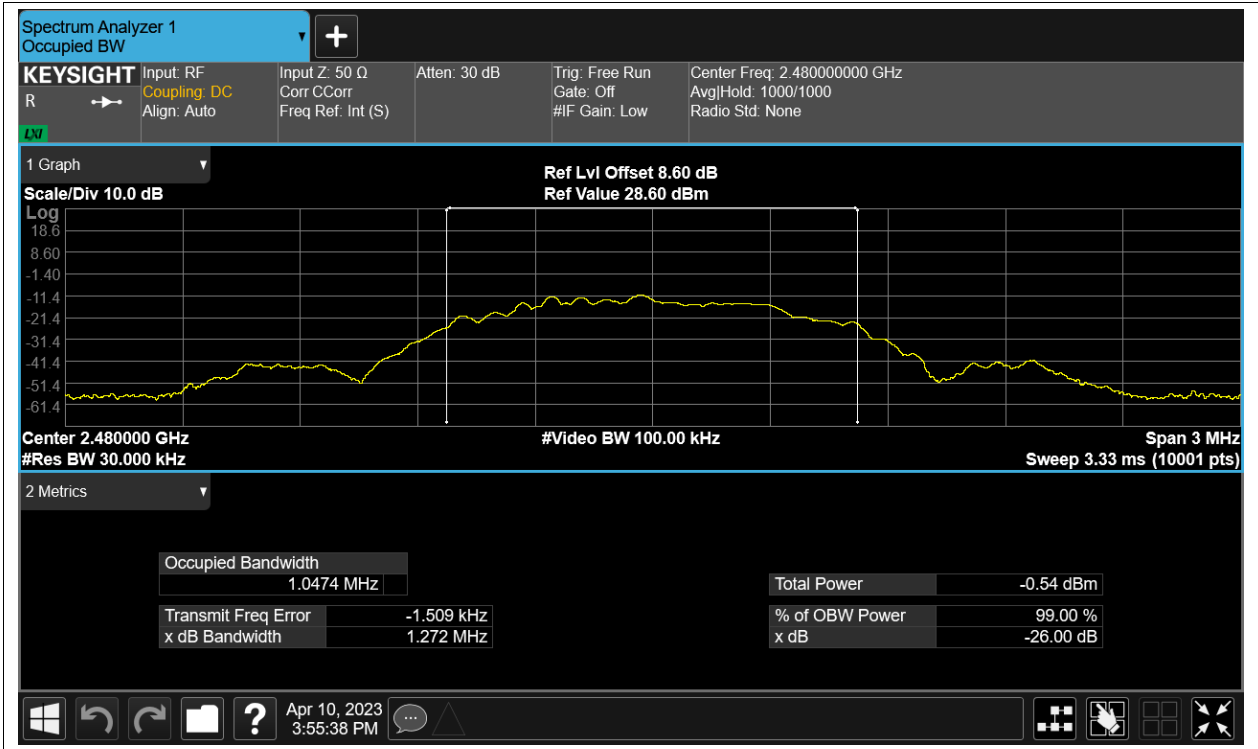 Spectrum Analyzer 1
Occupied BW
KEYSIGHT
R
LXI
Input: RF
Coupling: DC
Align: Auto
Input Z: 50 Ω
Corr CCorr
Freq Ref: Int (S)
Atten: 30 dB
Trig: Free Run
Gate: Off
#IF Gain: Low
Center Freq: 2.480000000 GHz
Avg|Hold: 1000/1000
Radio Std: None
1 Graph
Scale/Div 10.0 dB
Ref Lvl Offset 8.60 dB
Ref Value 28.60 dBm
Log
18.6
8.60
-1.40
-11.4
-21.4
-31.4
-41.4
-51.4
-61.4
Center 2.480000 GHz
#Video BW 100.00 kHz
Span 3 MHz
#Res BW 30.000 kHz
Sweep 3.33 ms (10001 pts)
2 Metrics
Occupied Bandwidth
1.0474 MHz
Total Power -0.54 dBm
Transmit Freq Error -1.509 kHz
% of OBW Power 99.00 %
x dB Bandwidth 1.272 MHz
x dB -26.00 dB
?
Apr 10, 2023
3:55:38 PM